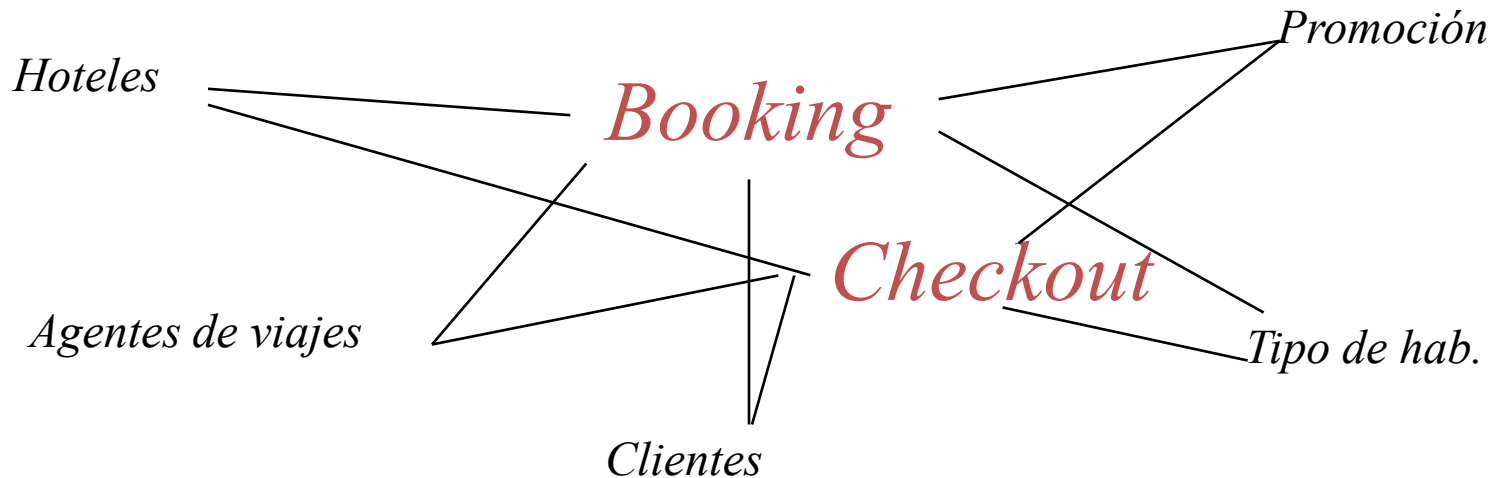 Promoción
Hoteles
Booking
Checkout
Agentes de viajes
Tipo de hab.
Clientes